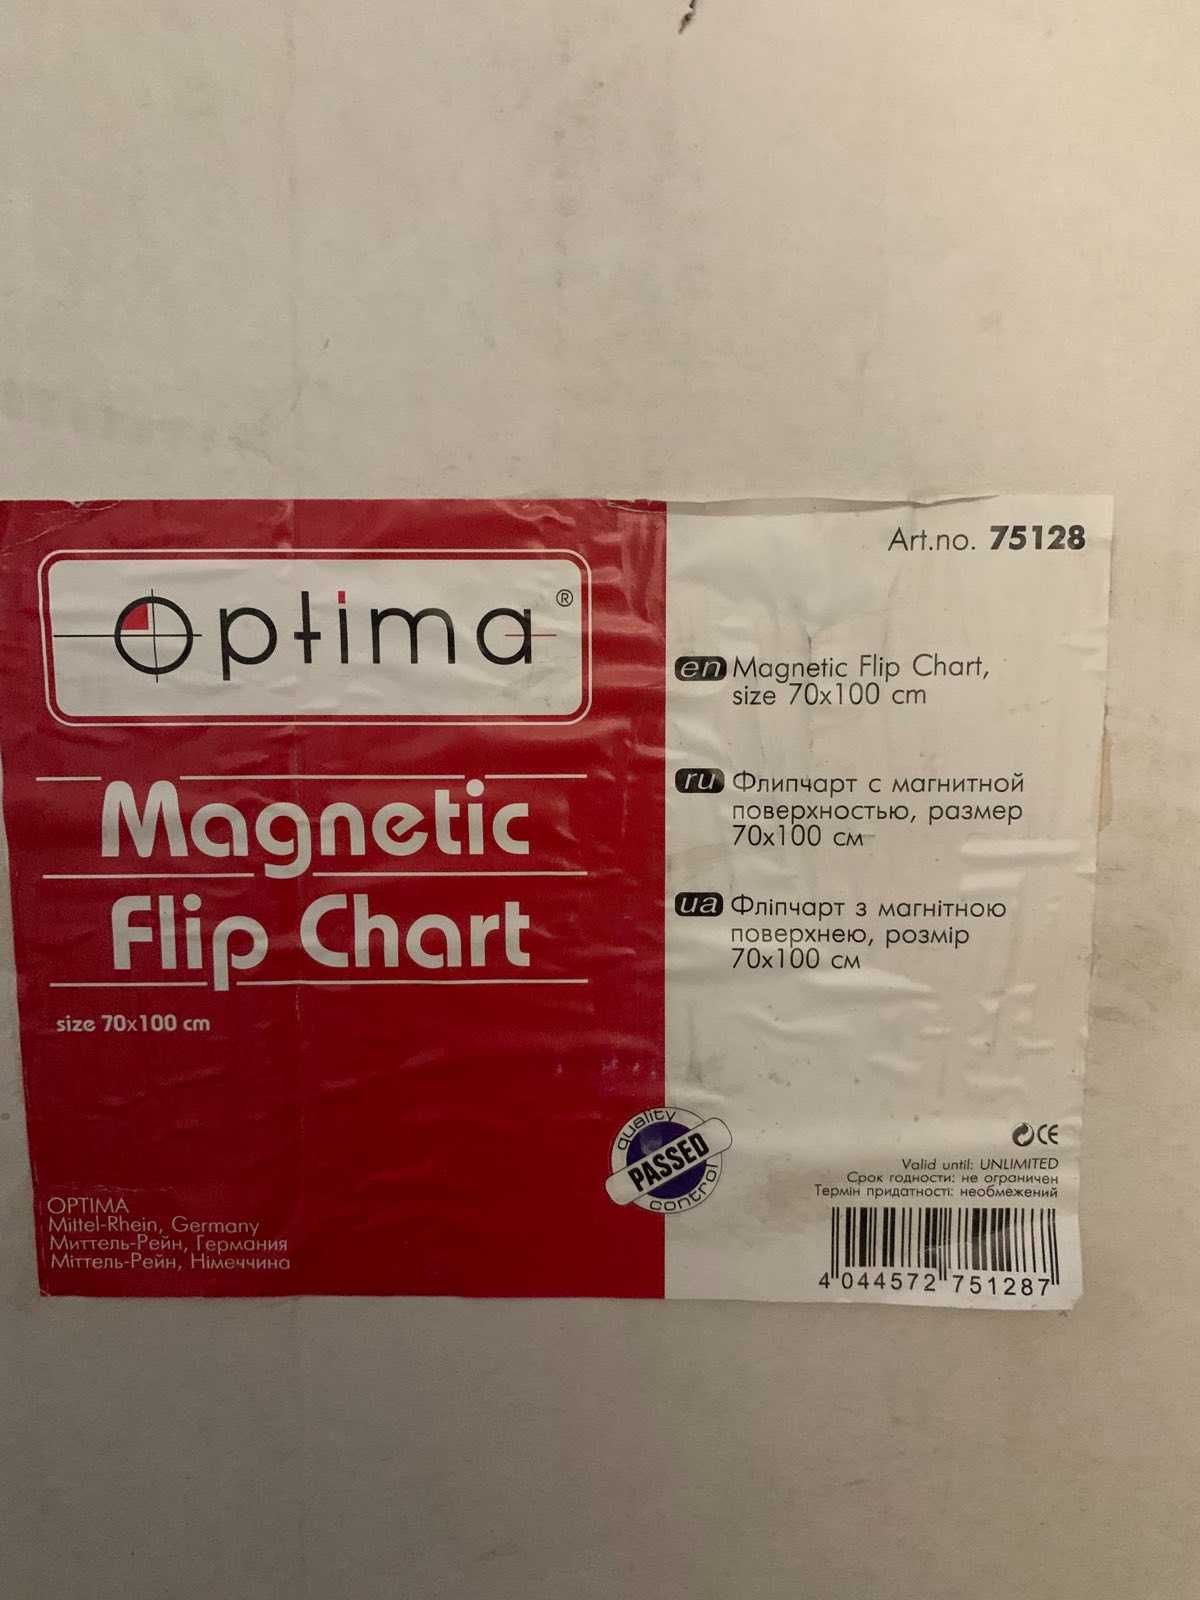 Optima®
Magnetic
Flip Chart
size 70x100 cm
OPTIMA
Mittel-Rhein, Germany
Миттель-Рейн, Германия
Міттель-Рейн, Німеччина
Art.no. 75128
en Magnetic Flip Chart,
size 70x100 cm
ru Флипчарт с магнитной
поверхностью, размер
70x100 см
ua Фліпчарт з магнітною
поверхнею, розмір
70x100 см
quality
PASSED
control
CE
Valid until: UNLIMITED
Срок годности: не ограничен
Термін придатності: необмежений
4 044572 751287